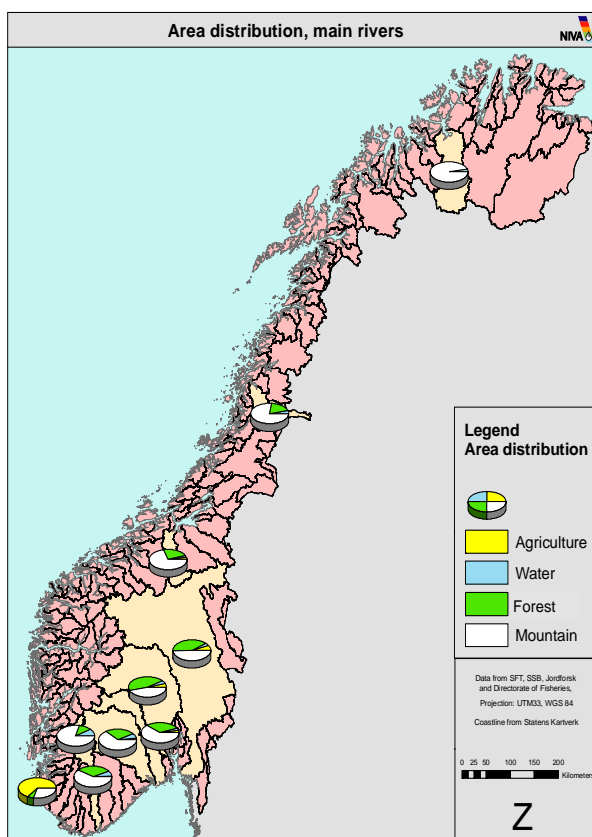 Area distribution, main rivers
NIVA
Legend
Area distribution
Agriculture
Water
Forest
Mountain
Data from SFT, SSB, Jordforsk
and Directorate of Fisheries,
Projection: UTM33, WGS 84
Coastline from Statens Kartverk
0 25 50 100 150 200
Kilometers
Z